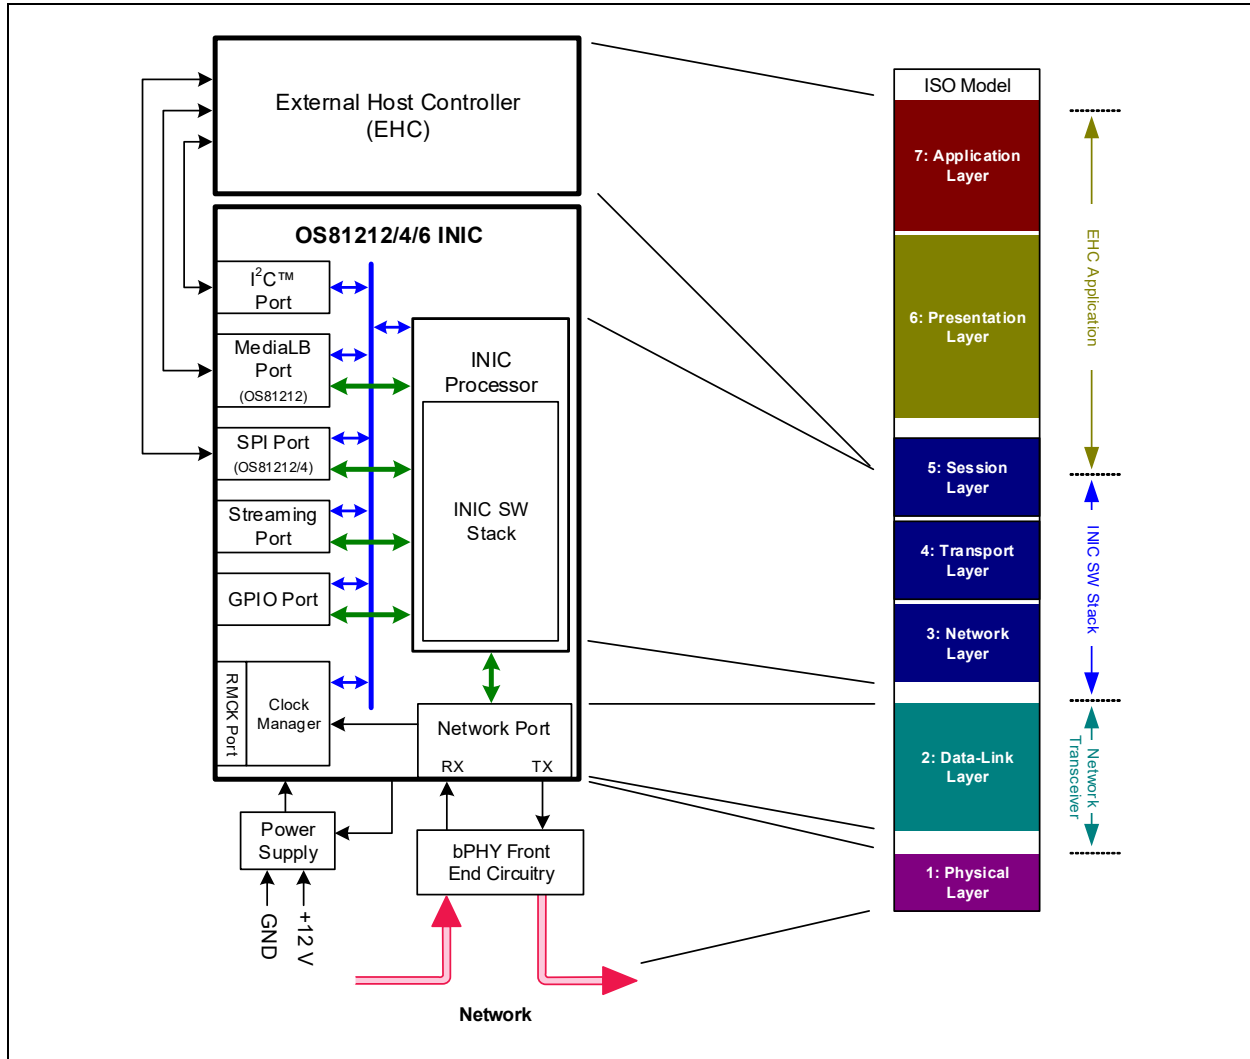 External Host Controller
(EHC)
OS81212/4/6 INIC
I2C™
Port
MediaLB
Port
(OS81212)
SPI Port
(OS81212/4)
Streaming
Port
GPIO Port
RMCK Port
Clock
Manager
INIC
Processor
INIC SW
Stack
Network Port
RX
TX
Power
Supply
GND
+12 V
bPHY Front
End Circuitry
Network
ISO Model
7: Application
Layer
6: Presentation
Layer
5: Session
Layer
4: Transport
Layer
3: Network
Layer
2: Data-Link
Layer
1: Physical
Layer
EHC Application
INIC SW Stack
Network
Transceiver